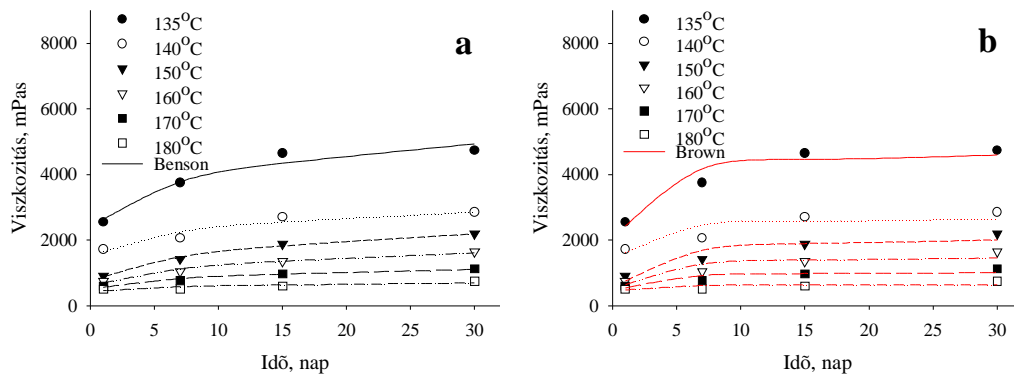 a
135°C
140°C
150°C
160°C
170°C
180°C
Benson
Viszkozitás, mPas
8000
6000
4000
2000
0
0 5 10 15 20 25 30
Idõ, nap
b
135°C
140°C
150°C
160°C
170°C
180°C
Brown
Viszkozitás, mPas
8000
6000
4000
2000
0
0 5 10 15 20 25 30
Idõ, nap